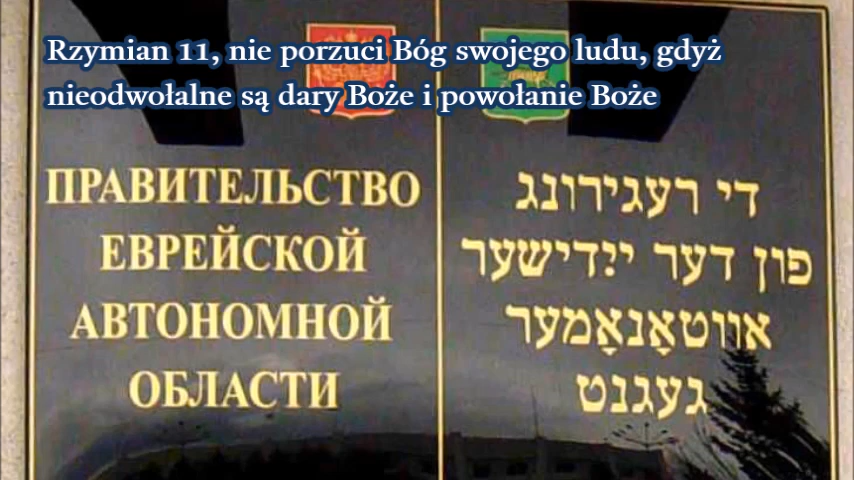 Rzymian 11, nie porzuci Bóg swojego ludu, gdyż
nieodwołalne są dary Boże i powołanie Boże
ПРАВИТЕЛЬСТВО
ЕВРЕЙСКОЙ
АВТОНОМНОЙ
ОБЛАСТИ
די רעגירונג
פון דער ייִדישער
אווטאָנאָמער
געגנט